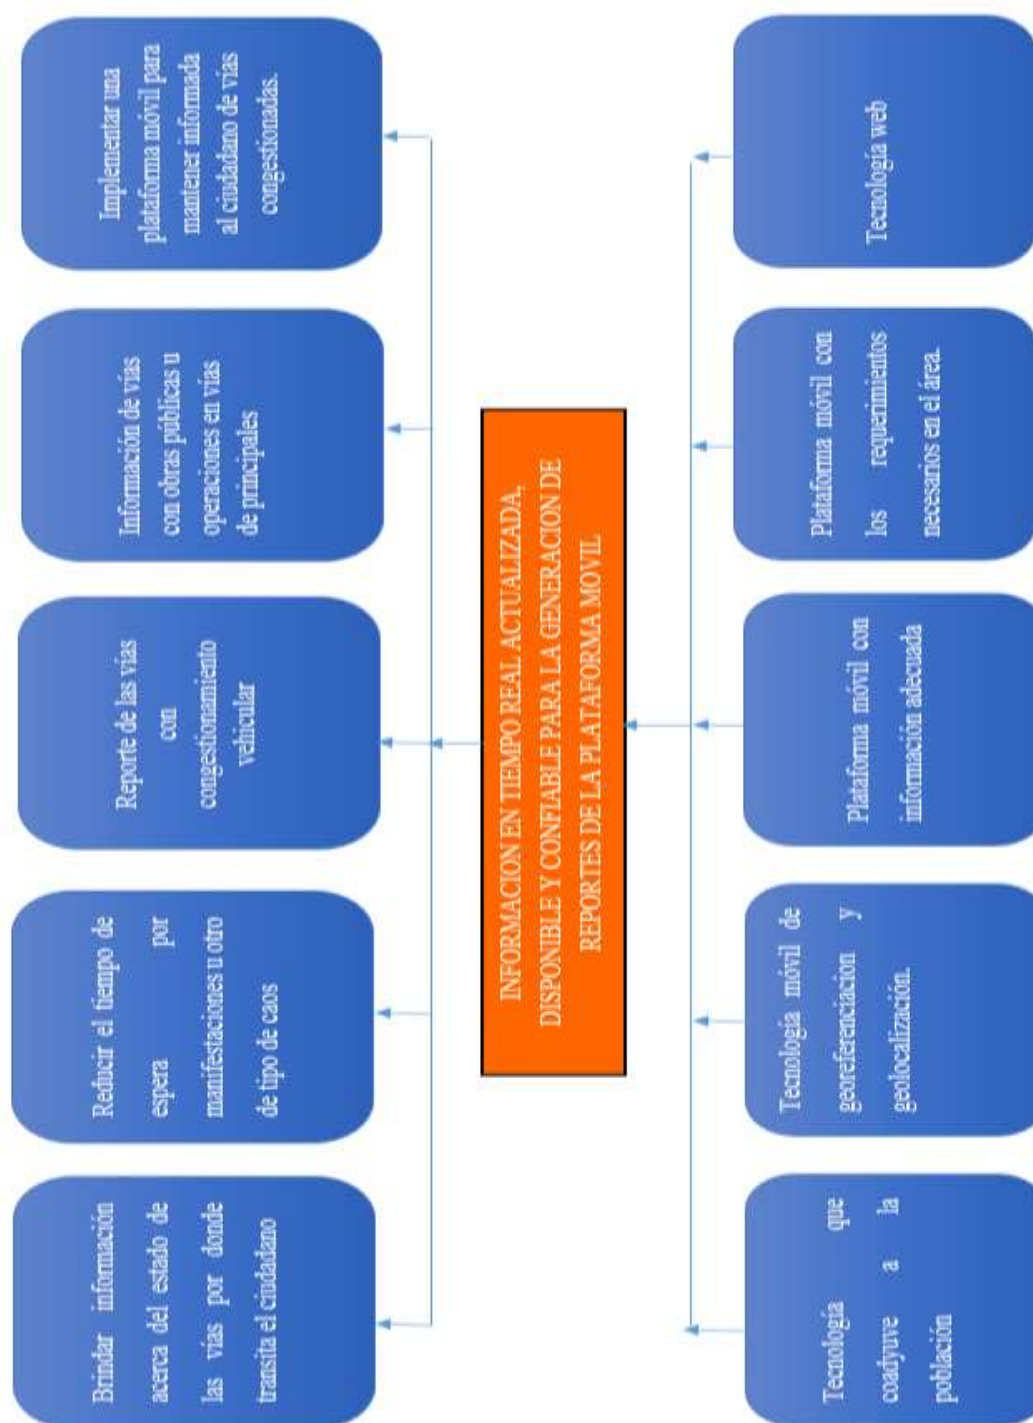 Brindar información
acerca del estado de
las vías por donde
transita el ciudadano
Reducir el tiempo de
espera por
manifestaciones u otro
de tipo de caos
Reporte de las vías
con
congestionamiento
vehicular
Información de vías
con obras públicas u
operaciones en vías
de principales
Implementar una
plataforma móvil para
mantener informada
al ciudadano de vías
congestionadas.
INFORMACION EN TIEMPO REAL ACTUALIZADA,
DISPONIBLE Y CONFIABLE PARA LA GENERACION DE
REPORTES DE LA PLATAFORMA MOVIL
Tecnología que
coadyuve a la
población
Tecnología móvil de
georeferenciacion y
geolocalización.
Plataforma móvil con
información adecuada
Plataforma móvil con
los requerimientos
necesarios en el área.
Tecnología web